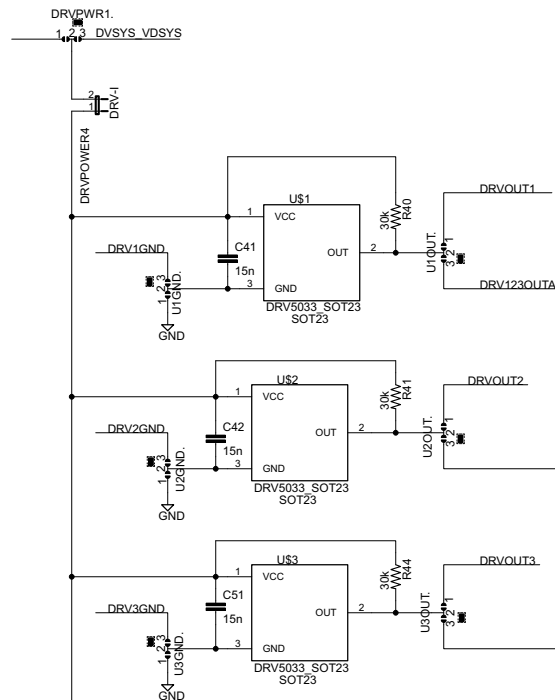 DRVPWR1.
1 2 3 DVSYS_VDSYS
2
1
DRV-I
DRVPOWER4
U$1
1 VCC
OUT 2
3 GND
DRV5033_SOT23
SOT23
C41
15n
30k
R40
DRV1GND
1 2 3
U1GND.
GND
DRVOUT1
U1OUT.
3 2 1
DRV123OUTA
U$2
1 VCC
OUT 2
3 GND
DRV5033_SOT23
SOT23
C42
15n
30k
R41
DRV2GND
1 2 3
U2GND.
GND
DRVOUT2
U2OUT.
3 2 1
U$3
1 VCC
OUT 2
3 GND
DRV5033_SOT23
SOT23
C51
15n
30k
R44
DRV3GND
1 2 3
U3GND.
GND
DRVOUT3
U3OUT.
3 2 1